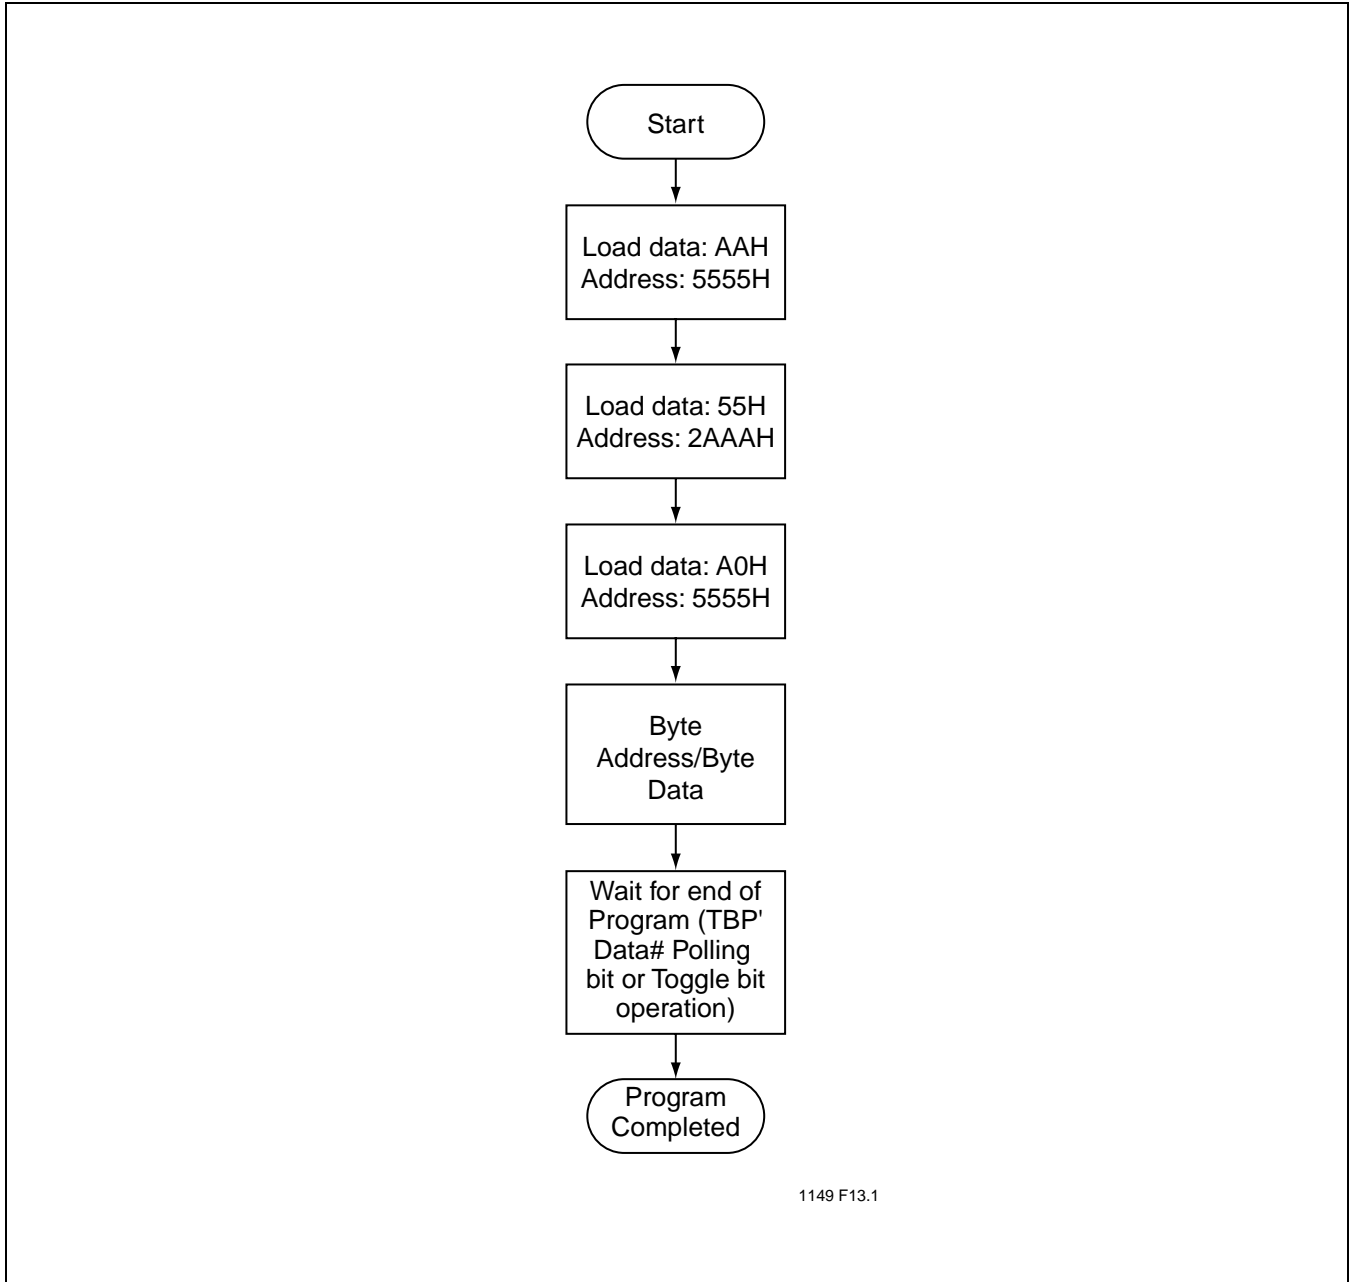 Start
Load data: AAH
Address: 5555H
Load data: 55H
Address: 2AAAH
Load data: A0H
Address: 5555H
Byte
Address/Byte
Data
Wait for end of
Program (TBP'
Data# Polling
bit or Toggle bit
operation)
Program
Completed
1149 F13.1